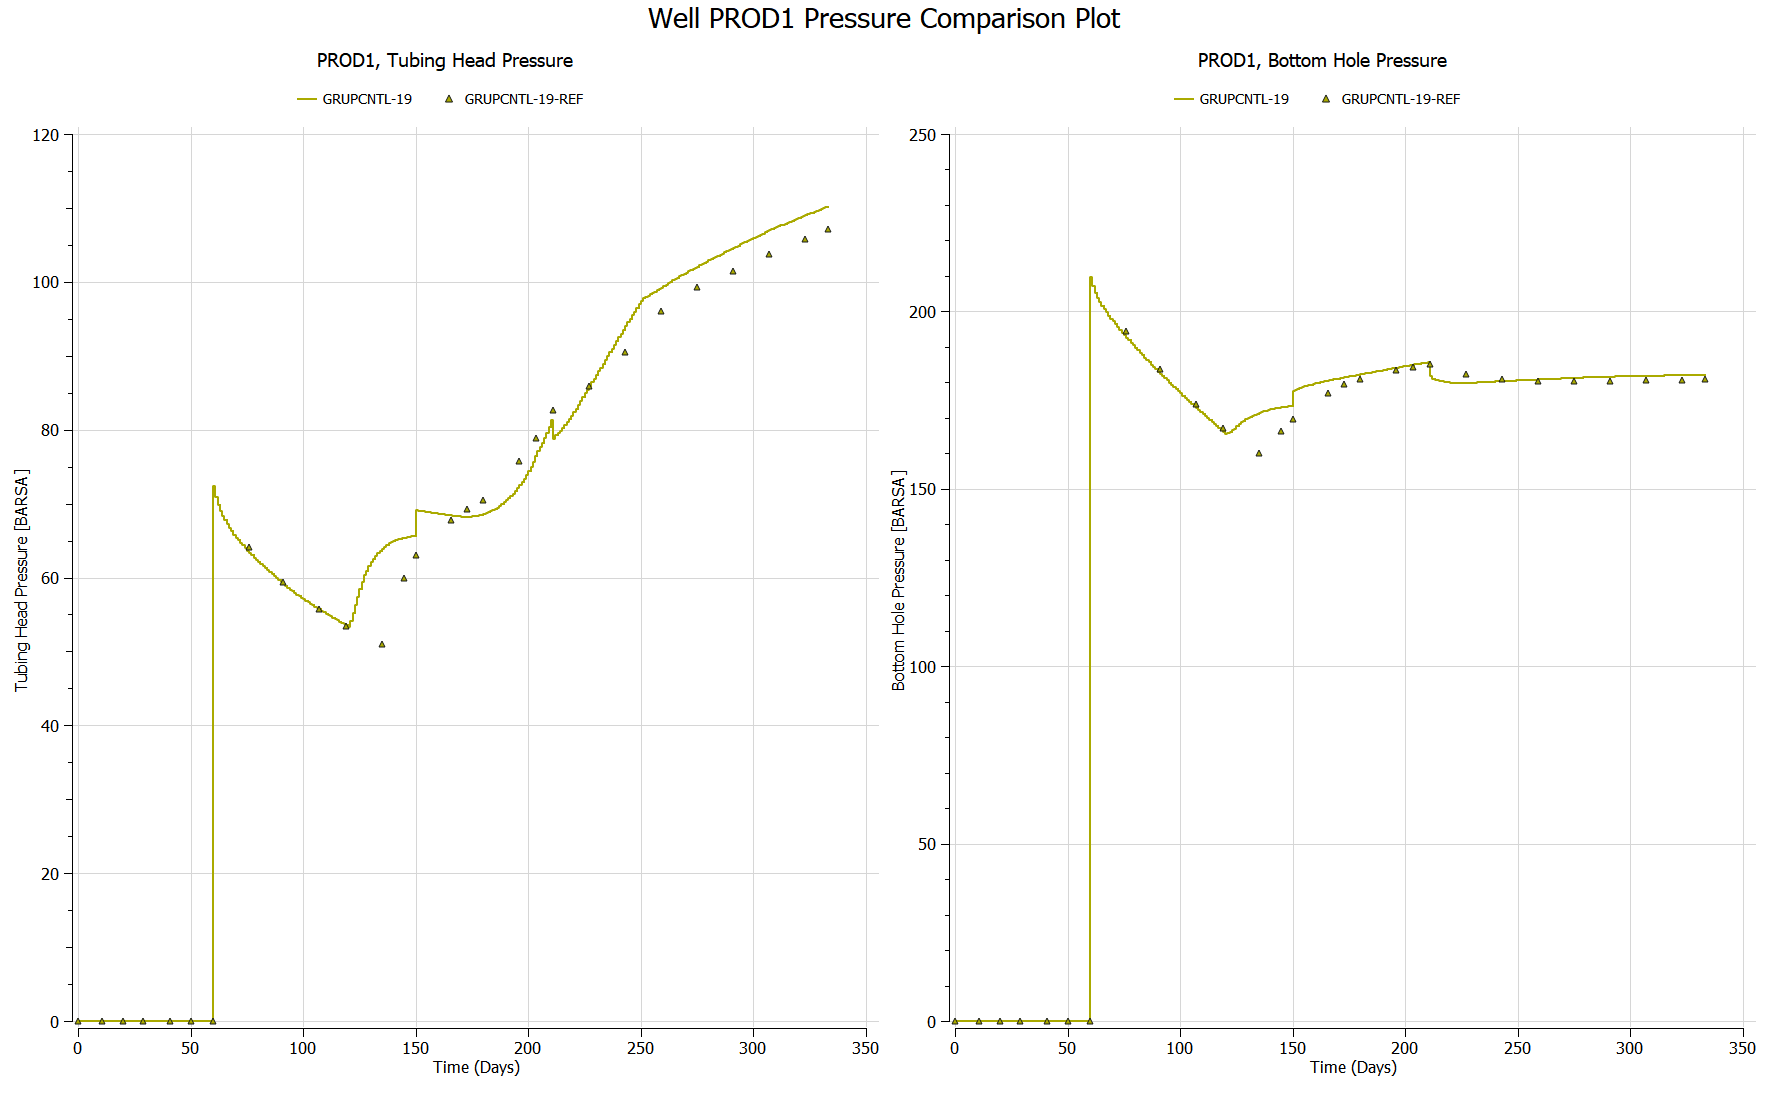 Well PROD1 Pressure Comparison Plot
PROD1, Tubing Head Pressure
GRUPCNTL-19 GRUPCNTL-19-REF
120
100
80
60
40
20
0
Tubing Head Pressure [BARSA]
0 50 100 150 200 250 300 350
Time (Days)
PROD1, Bottom Hole Pressure
GRUPCNTL-19 GRUPCNTL-19-REF
250
200
150
100
50
0
Bottom Hole Pressure [BARSA]
0 50 100 150 200 250 300 350
Time (Days)